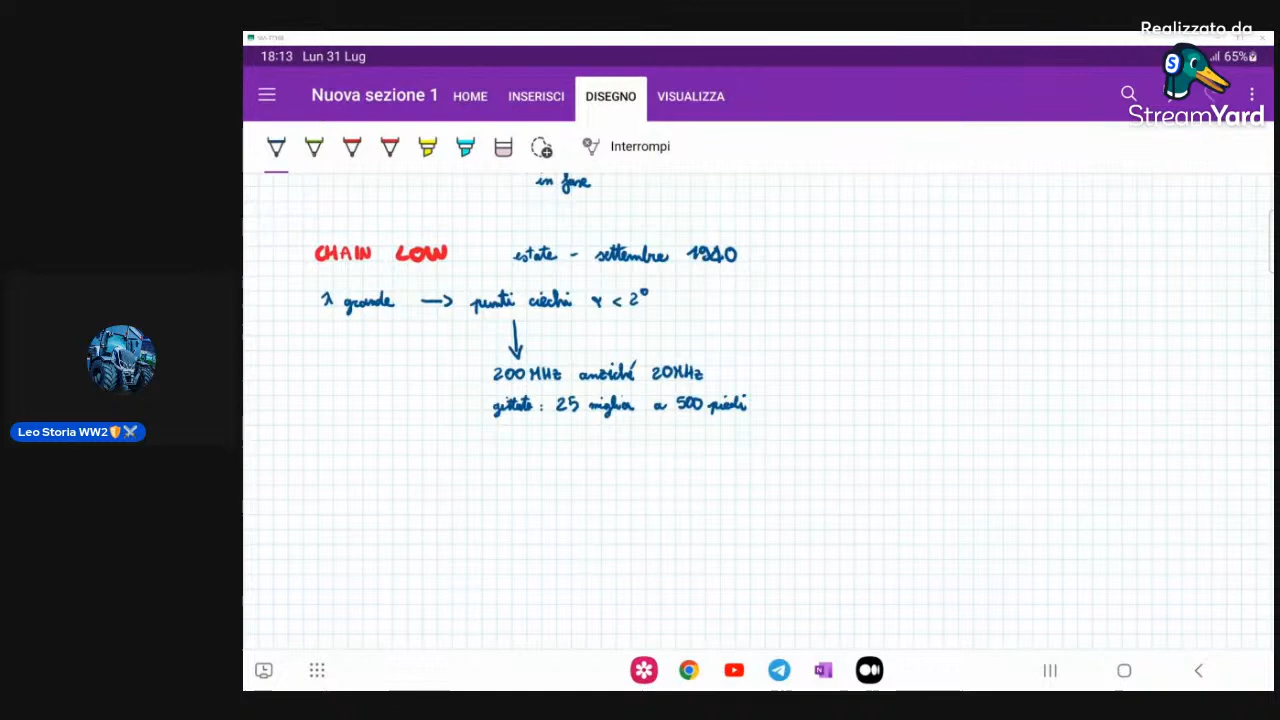 Realizzato da
StreamYard
18:13 Lun 31 Lug
65%
Nuova sezione 1 HOME INSERISCI DISEGNO VISUALIZZA
Interrompi
in fase
CHAIN LOW estate - settembre 1940
λ grande → punti ciechi α < 2°
↓
200 MHz anziché 20MHz
gittata: 25 miglia a 500 piedi
Leo Storia WW2🛡️⚔️